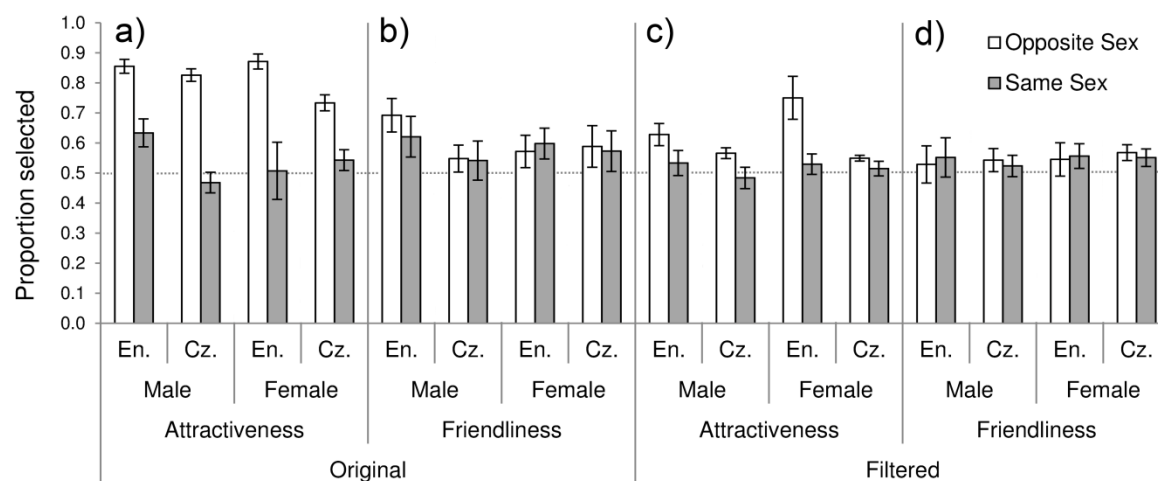 a) b) c) d)
Opposite Sex
Same Sex
Proportion selected
1.0
0.9
0.8
0.7
0.6
0.5
0.4
0.3
0.2
0.1
0.0
En. Cz. En. Cz. En. Cz. En. Cz. En. Cz. En. Cz. En. Cz. En. Cz.
Male Female Male Female Male Female Male Female
Attractiveness Friendliness Attractiveness Friendliness
Original Filtered